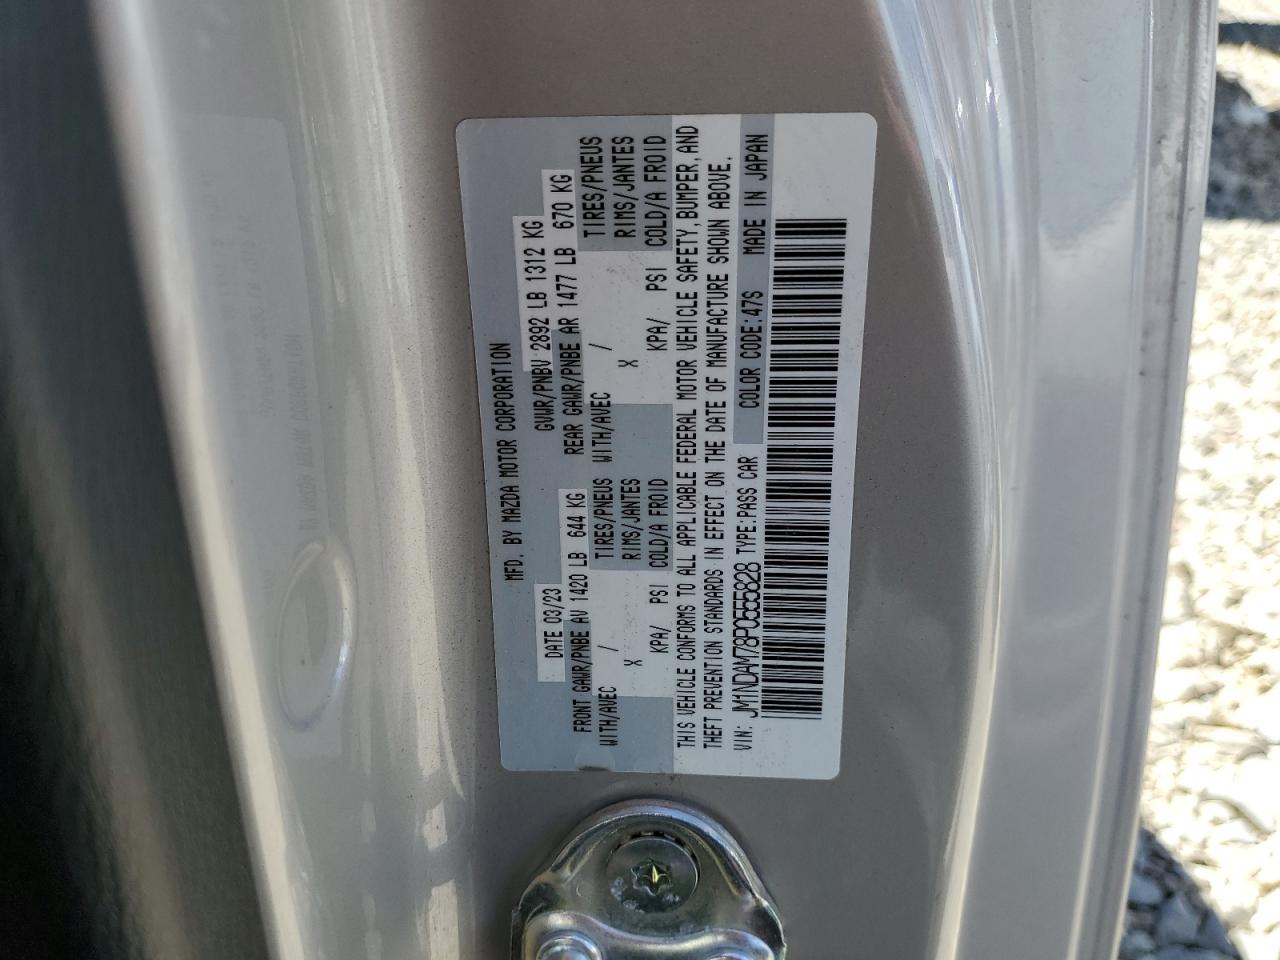 MFD. BY MAZDA MOTOR CORPORATION
DATE 03/23 GVWR/PNBV 2892 LB 1312 KG
FRONT GAWR/PNBE AV 1420 LB 644 KG REAR GAWR/PNBE AR 1477 LB 670 KG
WITH/AVEC / TIRES/PNEUS WITH/AVEC / TIRES/PNEUS
X RIMS/JANTES X RIMS/JANTES
KPA/ PSI COLD/A FROID KPA/ PSI COLD/A FROID
THIS VEHICLE CONFORMS TO ALL APPLICABLE FEDERAL MOTOR VEHICLE SAFETY, BUMPER, AND
THEFT PREVENTION STANDARDS IN EFFECT ON THE DATE OF MANUFACTURE SHOWN ABOVE.
VIN: JM1NDAM78P0555828 TYPE:PASS CAR COLOR CODE:47S MADE IN JAPAN